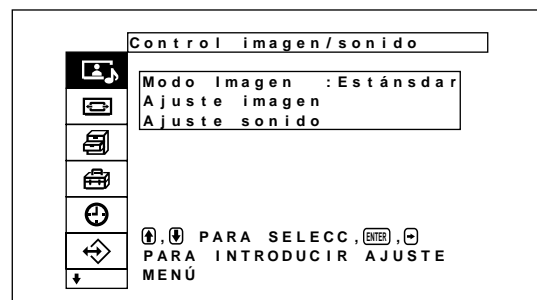 Control imagen/sonido
Modo Imagen :Estánsdar
Ajuste imagen
Ajuste sonido
, PARA SELECC, ENTER ,
PARA INTRODUCIR AJUSTE
MENÚ